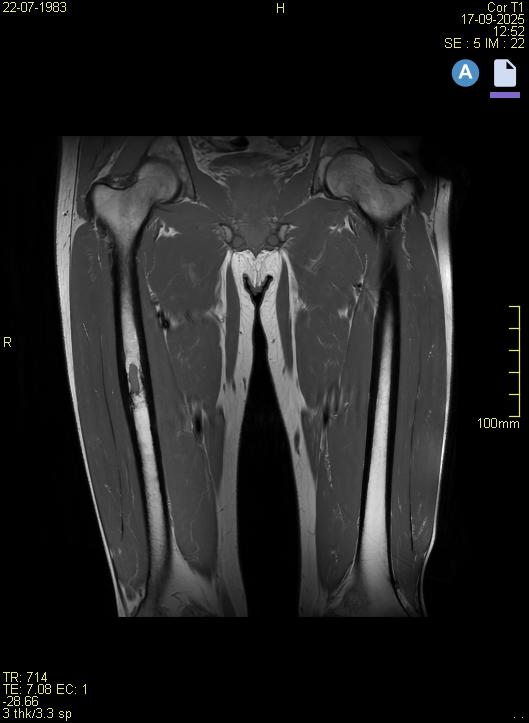 22-07-1983
H
Cor T1
17-09-2025
12:52
SE : 5 IM : 22
A
R
100mm
TR: 714
TE: 7.08 EC: 1
-28.66
3 thk/3.3 sp